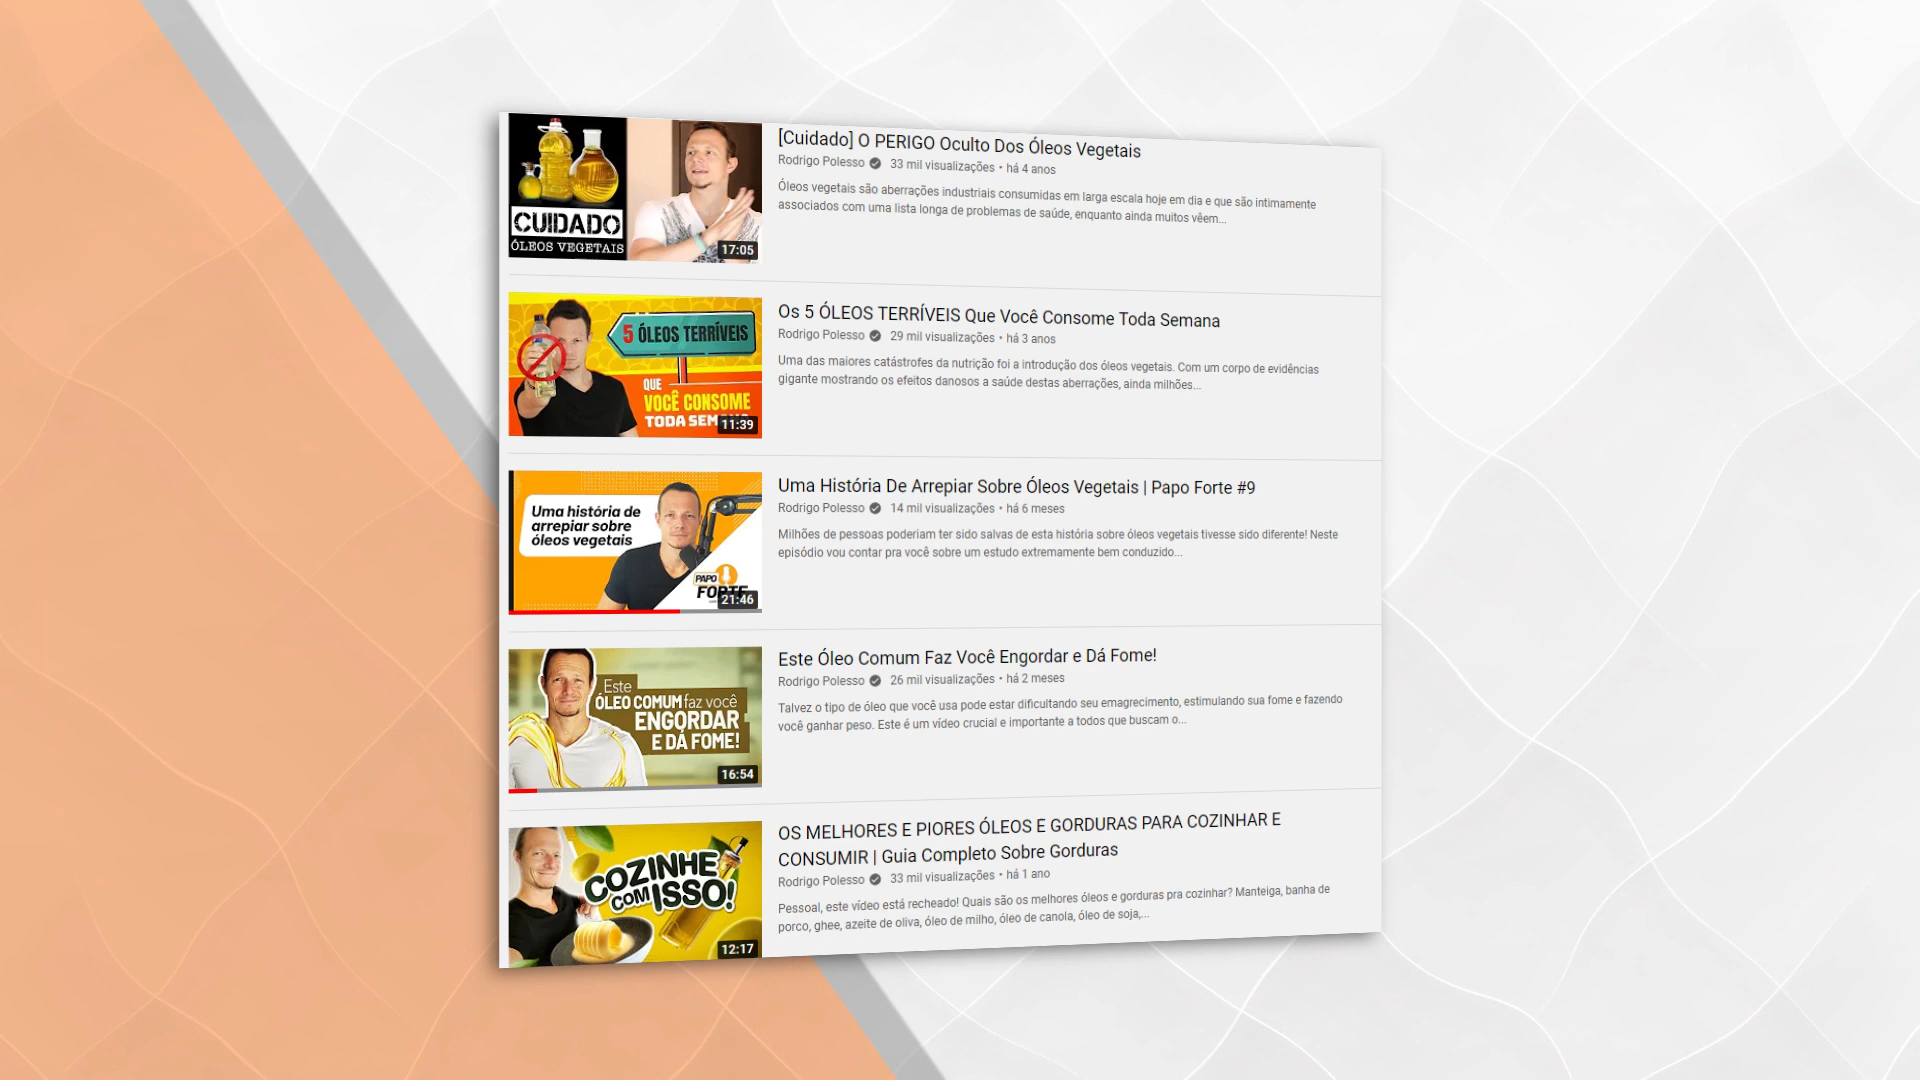 CUIDADO
ÓLEOS VEGETAIS
17:05
[Cuidado] O PERIGO Oculto Dos Óleos Vegetais
Rodrigo Polesso 33 mil visualizações • há 4 anos
Óleos vegetais são aberrações industriais consumidas em larga escala hoje em dia e que são intimamente
associados com uma lista longa de problemas de saúde, enquanto ainda muitos vêem...
5 ÓLEOS TERRÍVEIS
QUE
VOCÊ CONSOME
TODA SEM
11:39
Os 5 ÓLEOS TERRÍVEIS Que Você Consome Toda Semana
Rodrigo Polesso 29 mil visualizações • há 3 anos
Uma das maiores catástrofes da nutrição foi a introdução dos óleos vegetais. Com um corpo de evidências
gigante mostrando os efeitos danosos a saúde destas aberrações, ainda milhões...
Uma história de
arrepiar sobre
óleos vegetais
PAPO
FORTE
21:46
Uma História De Arrepiar Sobre Óleos Vegetais | Papo Forte #9
Rodrigo Polesso 14 mil visualizações • há 6 meses
Milhões de pessoas poderiam ter sido salvas de esta história sobre óleos vegetais tivesse sido diferente! Neste
episódio vou contar pra você sobre um estudo extremamente bem conduzido...
Este
ÓLEO COMUM faz você
ENGORDAR
E DÁ FOME!
16:54
Este Óleo Comum Faz Você Engordar e Dá Fome!
Rodrigo Polesso 26 mil visualizações • há 2 meses
Talvez o tipo de óleo que você usa pode estar dificultando seu emagrecimento, estimulando sua fome e fazendo
você ganhar peso. Este é um vídeo crucial e importante a todos que buscam o...
COZINHE
COM ISSO!
12:17
OS MELHORES E PIORES ÓLEOS E GORDURAS PARA COZINHAR E
CONSUMIR | Guia Completo Sobre Gorduras
Rodrigo Polesso 33 mil visualizações • há 1 ano
Pessoal, este vídeo está recheado! Quais são os melhores óleos e gorduras pra cozinhar? Manteiga, banha de
porco, ghee, azeite de oliva, óleo de milho, óleo de canola, óleo de soja,...